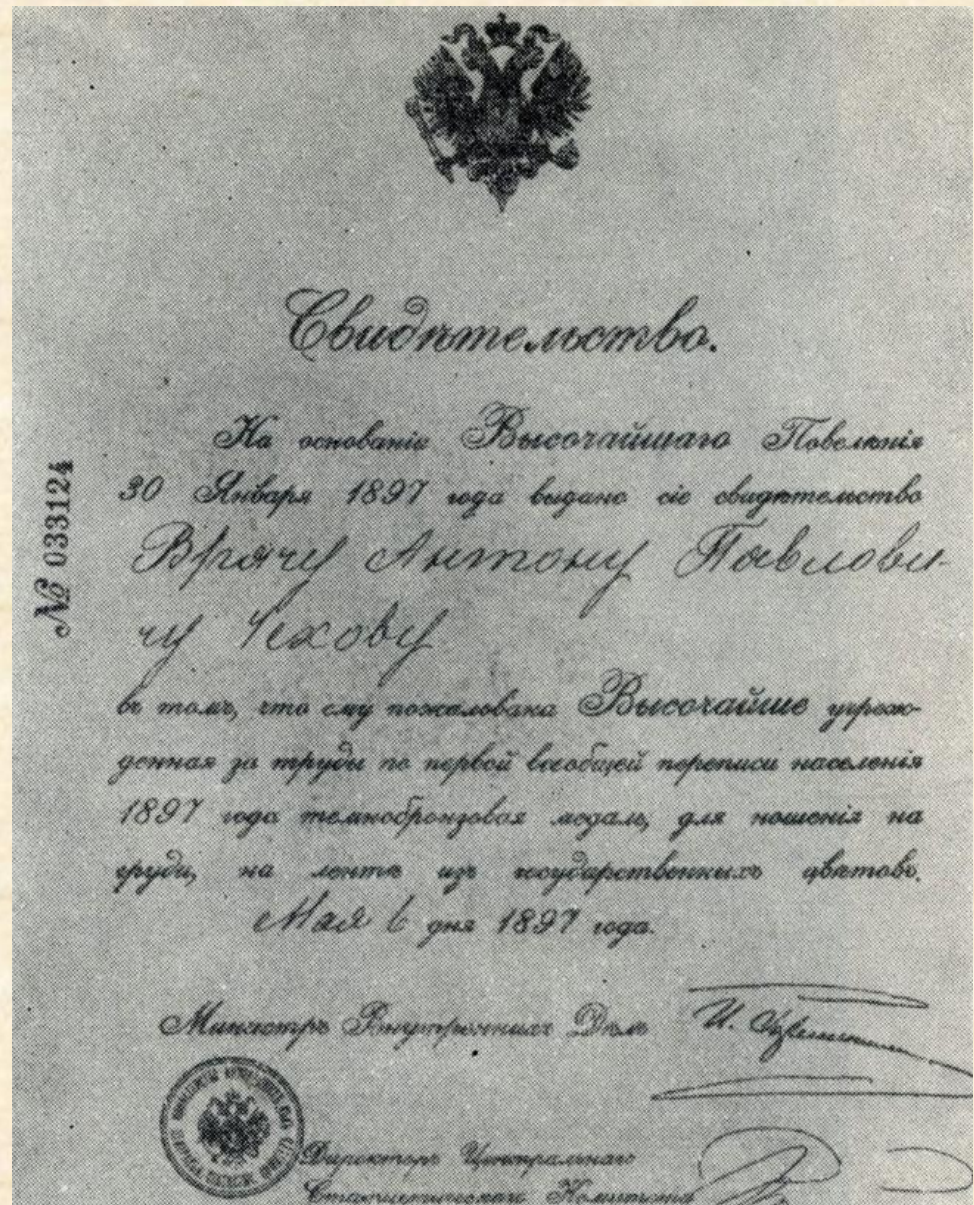 Свидѣтельство.
№ 033124
На основаніи Высочайшаго Повелѣнія
30 Января 1897 года выдано сіе свидѣтельство
Врачу Антону Павлови-
чу Чехову
въ томъ, что ему пожалована Высочайше учреж-
денная за труды по первой всеобщей переписи населенія
1897 года темнобронзовая медаль, для ношенія на
груди, на лентѣ изъ государственныхъ цвѣтовъ.
Мая 6 дня 1897 года.
Министръ Внутреннихъ Дѣлъ И.
Директоръ Центральнаго
Статистическаго Комитета